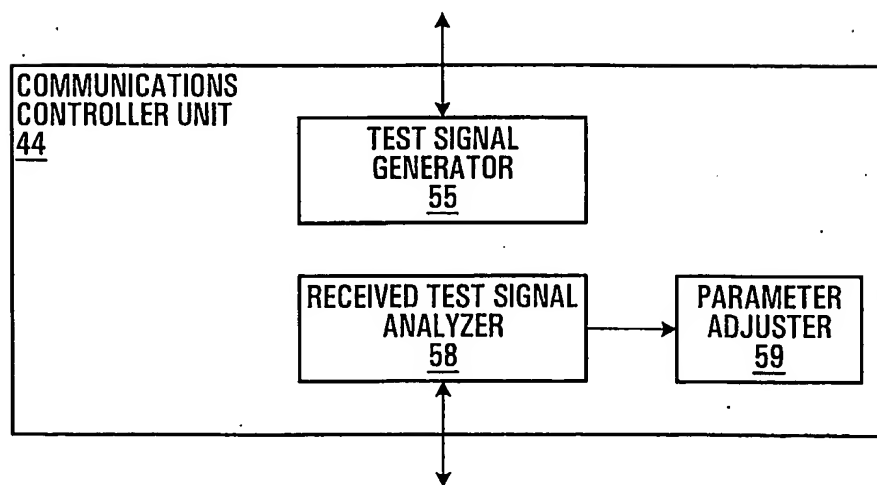 COMMUNICATIONS
CONTROLLER UNIT
44
TEST SIGNAL
GENERATOR
55
RECEIVED TEST SIGNAL
ANALYZER
58
PARAMETER
ADJUSTER
59